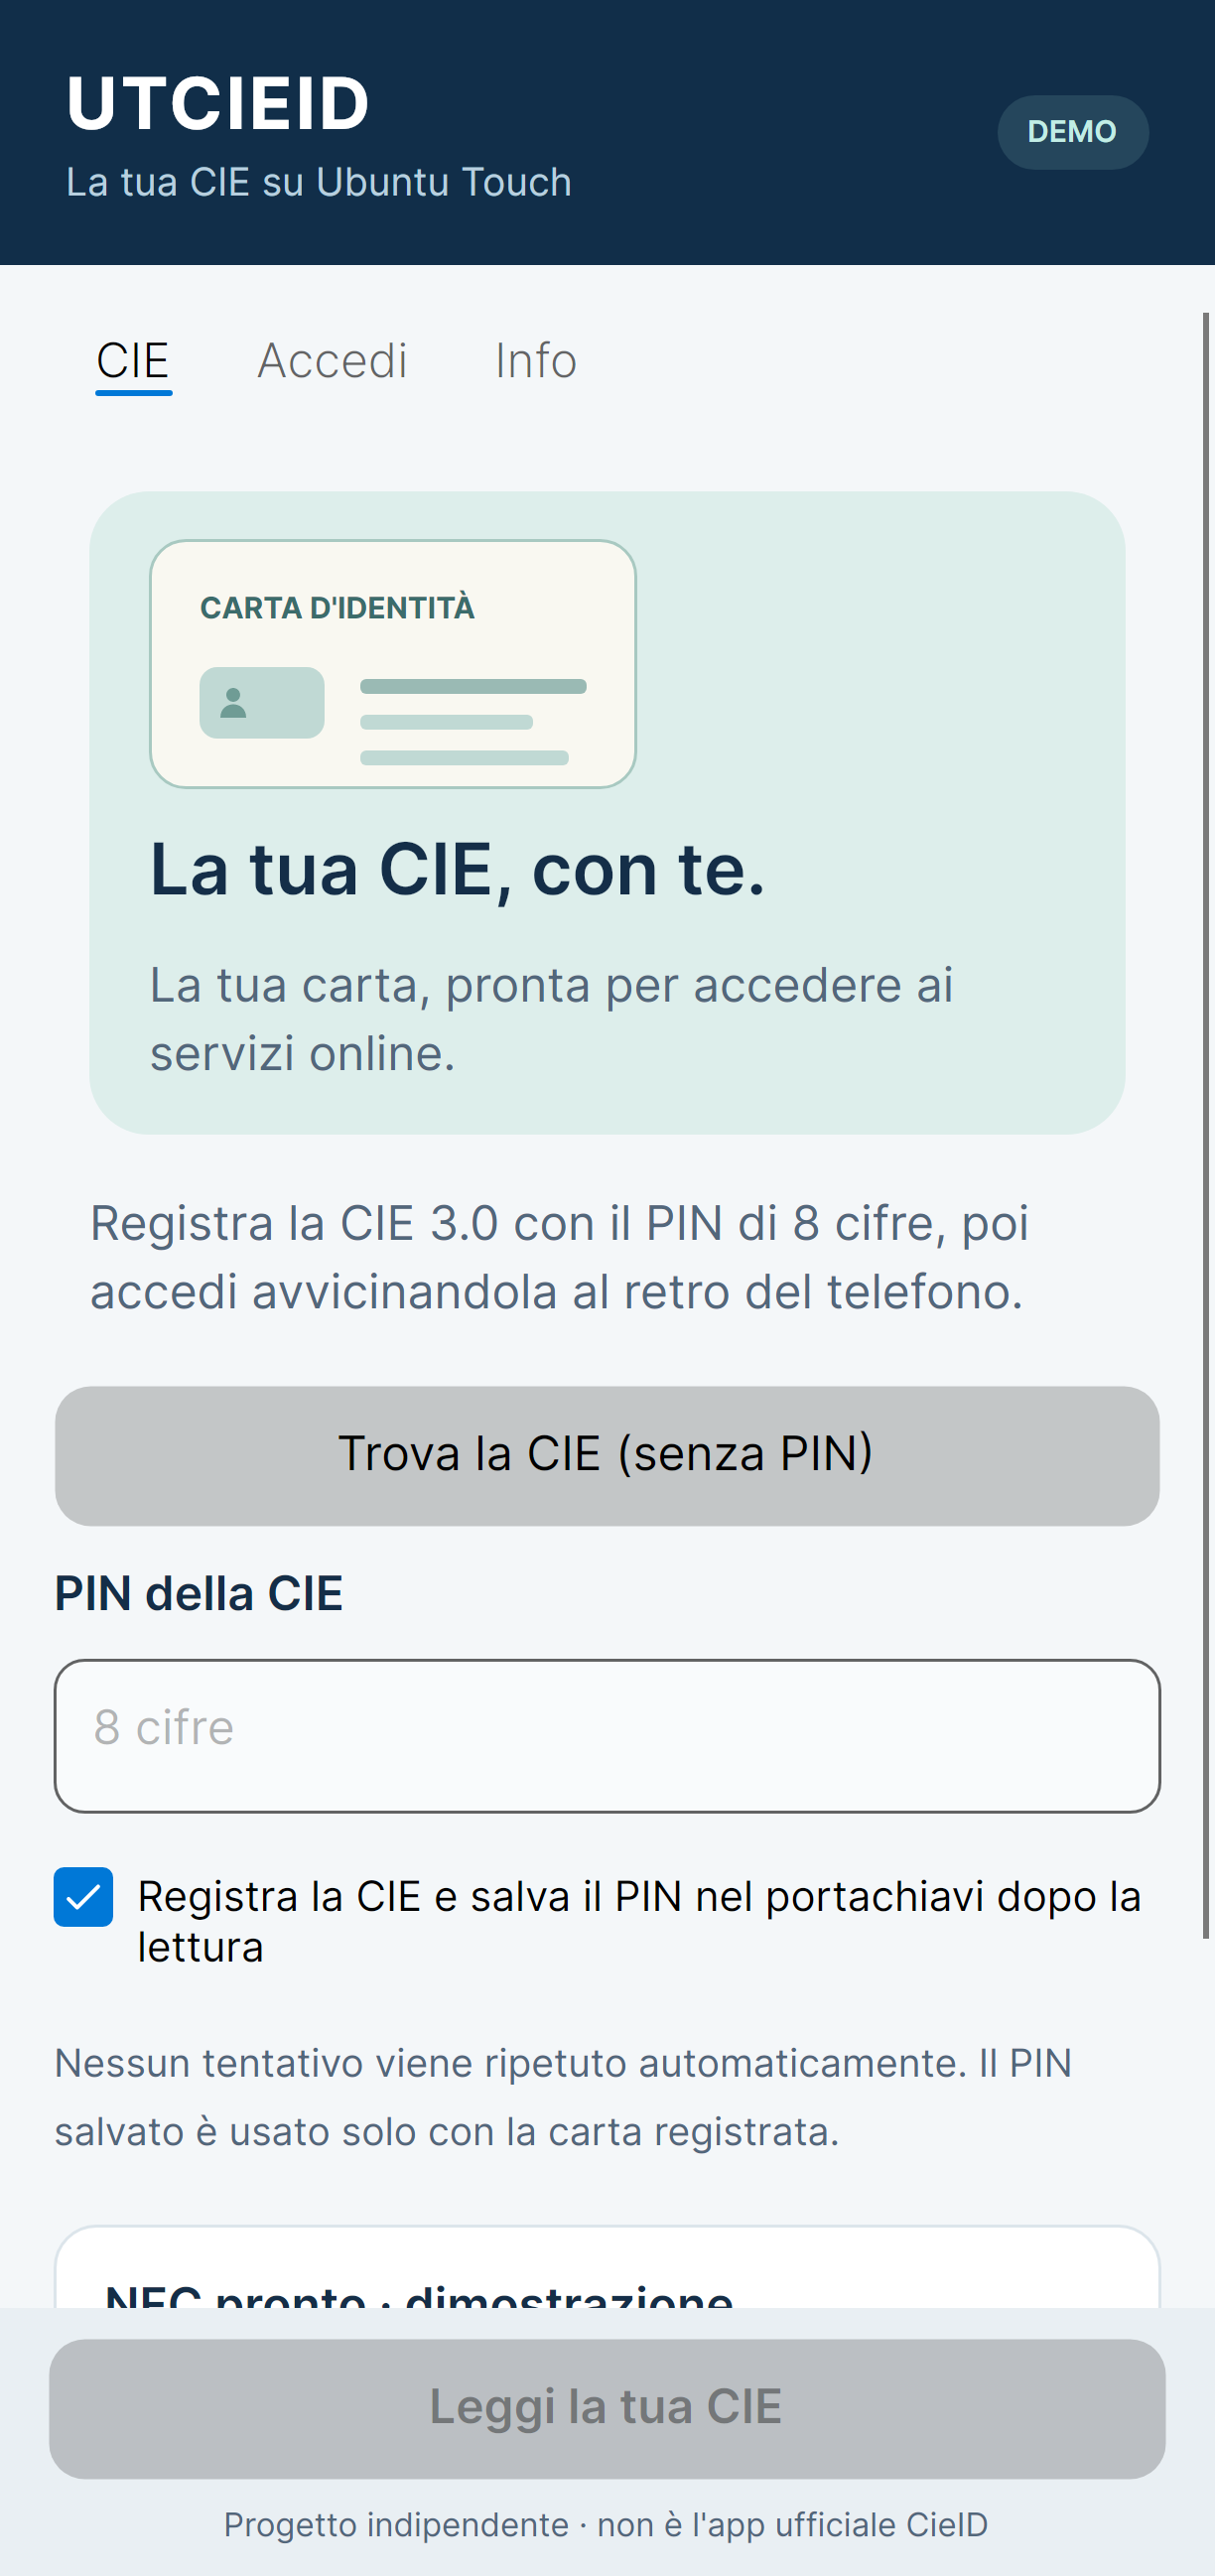 UTCIEID
La tua CIE su Ubuntu Touch
DEMO
CIE Accedi Info
CARTA D'IDENTITÀ
La tua CIE, con te.
La tua carta, pronta per accedere ai
servizi online.
Registra la CIE 3.0 con il PIN di 8 cifre, poi
accedi avvicinandola al retro del telefono.
Trova la CIE (senza PIN)
PIN della CIE
8 cifre
Registra la CIE e salva il PIN nel portachiavi dopo la
lettura
Nessun tentativo viene ripetuto automaticamente. Il PIN
salvato è usato solo con la carta registrata.
NFC pronto · dimostrazione
Leggi la tua CIE
Progetto indipendente · non è l'app ufficiale CieID